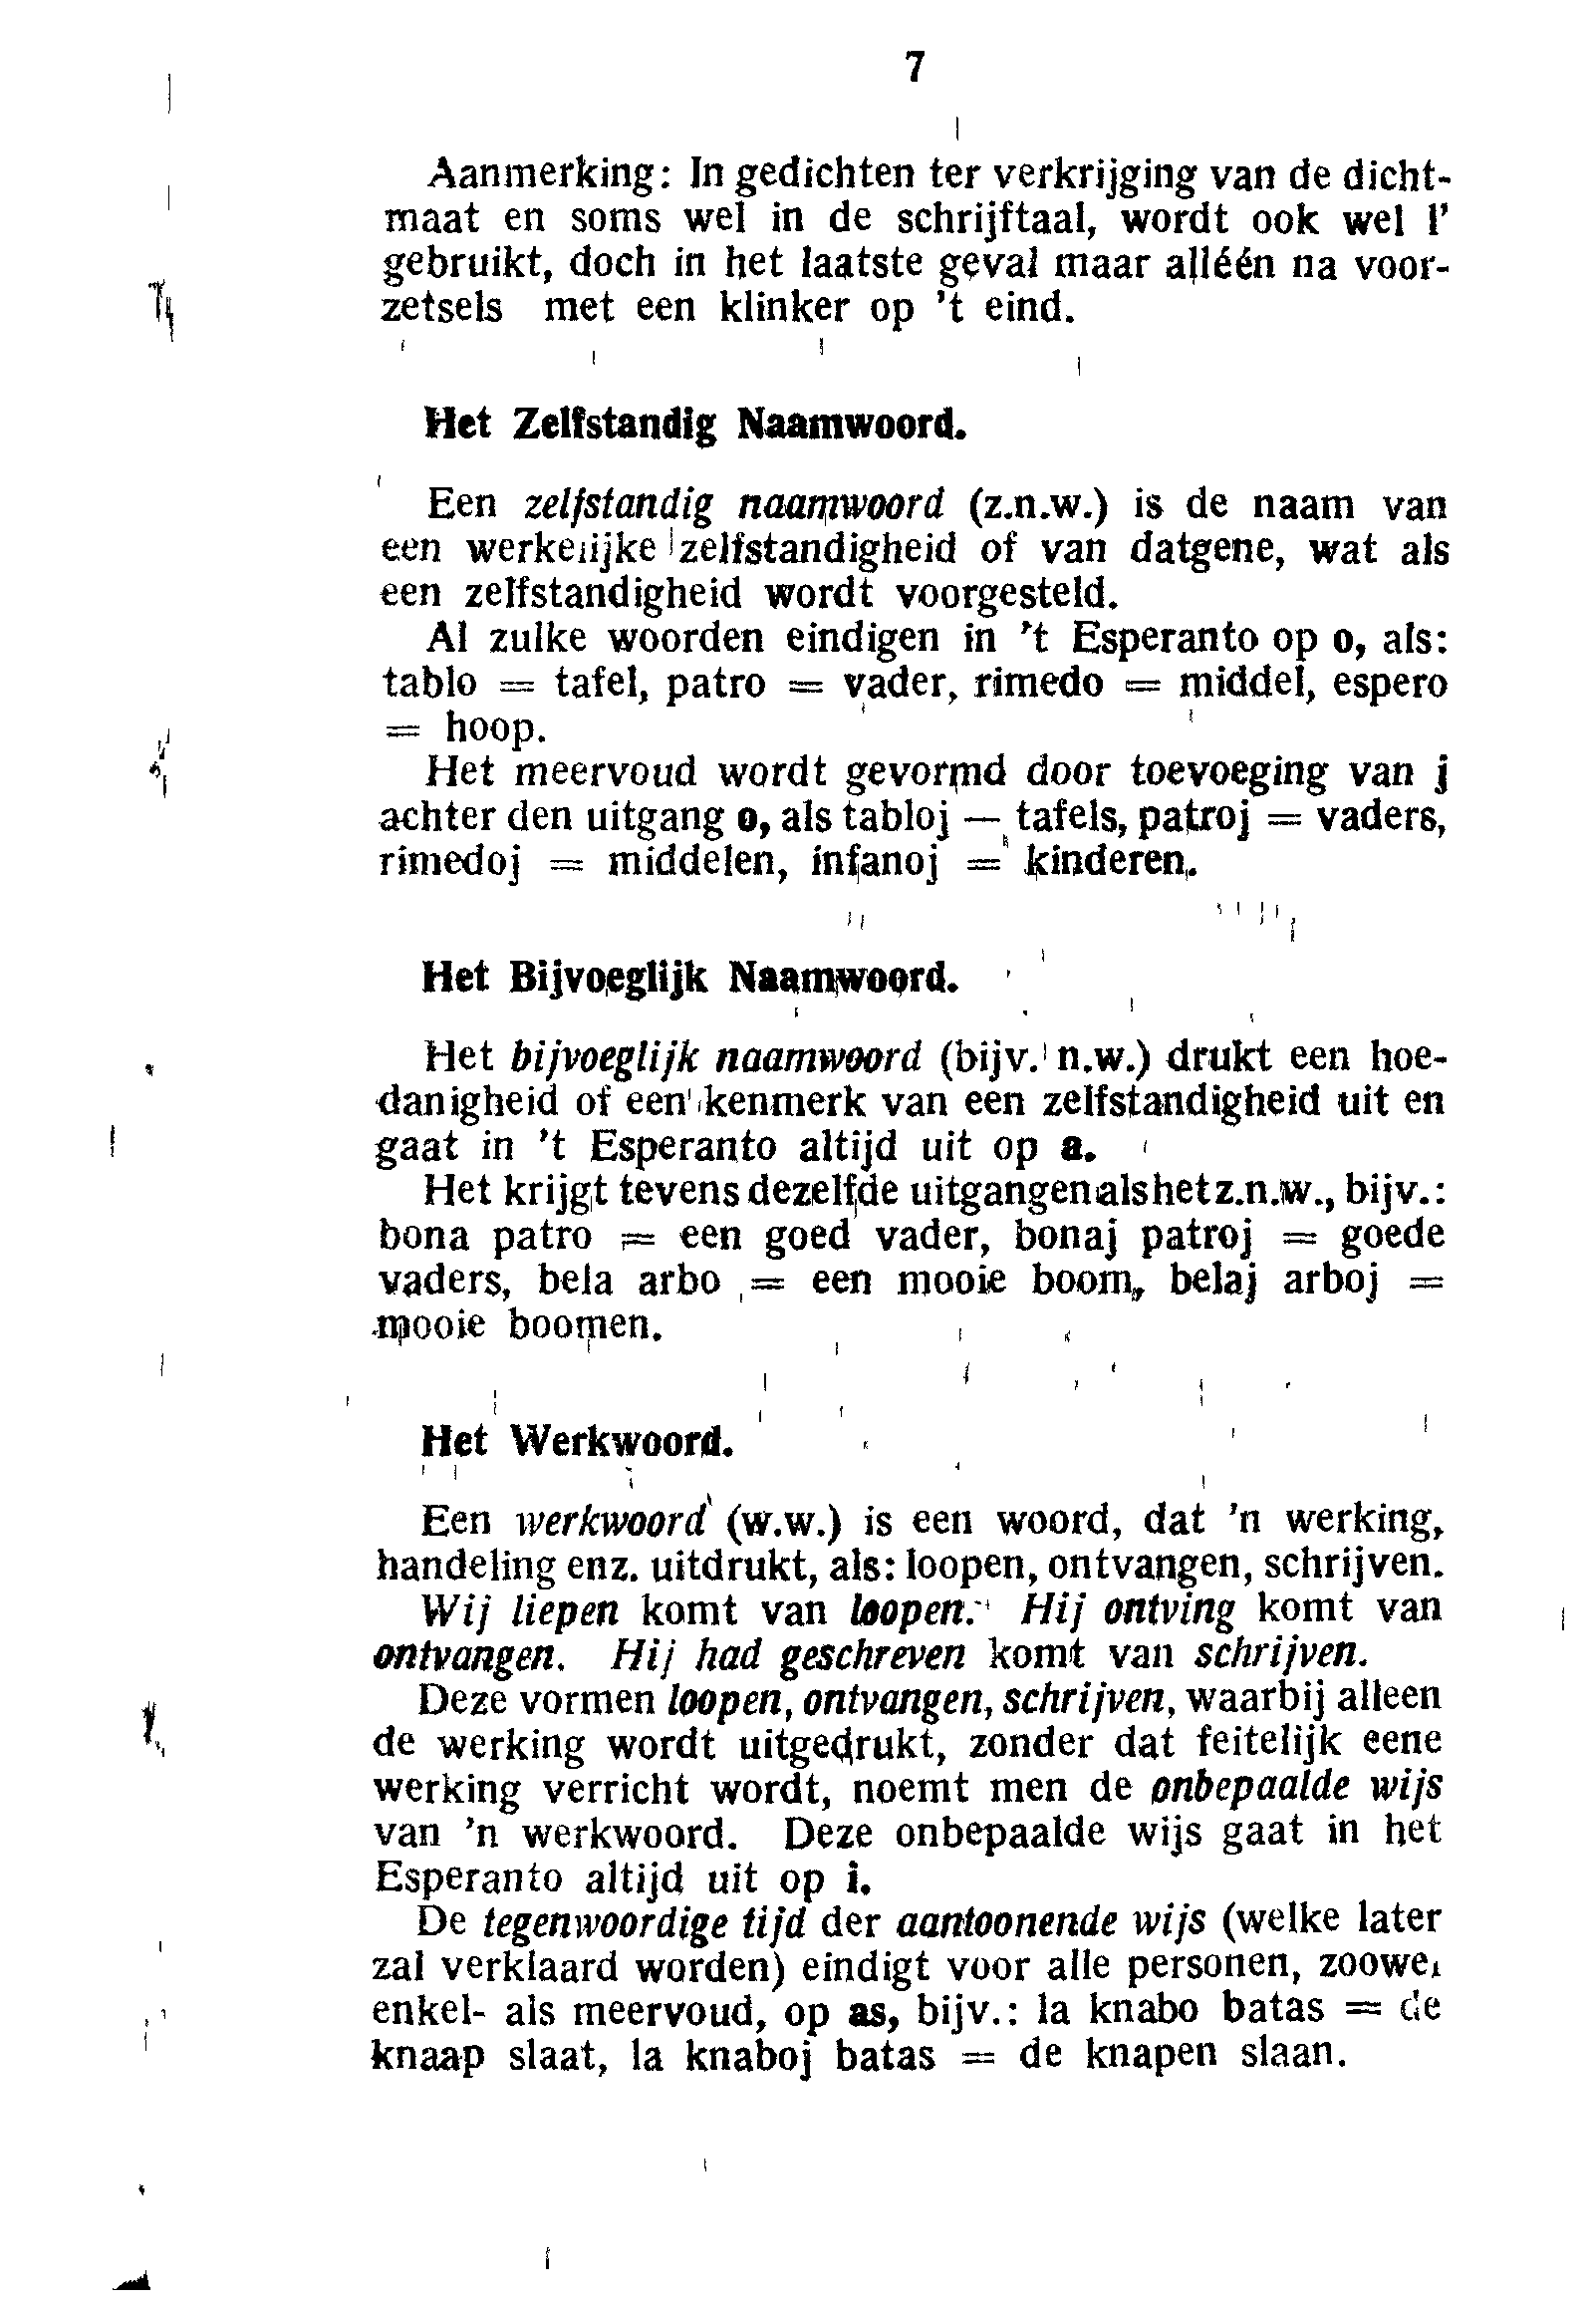 7
Aanmerking: In gedichten ter verkrijging van de dicht-
maat en soms wel in de schrijftaal, wordt ook wel l'
gebruikt, doch in het laatste geval maar alléén na voor-
zetsels met een klinker op 't eind.
Het Zelfstandig Naamwoord.
Een zelfstandig naamwoord (z.n.w.) is de naam van
een werkelijke zelfstandigheid of van datgene, wat als
een zelfstandigheid wordt voorgesteld.
Al zulke woorden eindigen in 't Esperanto op o, als:
tablo = tafel, patro = vader, rimedo = middel, espero
= hoop.
Het meervoud wordt gevormd door toevoeging van j
achter den uitgang o, als tabloj — tafels, patroj = vaders,
rimedoj = middelen, infanoj = kinderen.
Het Bijvoeglijk Naamwoord.
Het bijvoeglijk naamwoord (bijv. n.w.) drukt een hoe-
danigheid of een kenmerk van een zelfstandigheid uit en
gaat in 't Esperanto altijd uit op a.
Het krijgt tevens dezelfde uitgangen als het z.n.w., bijv.:
bona patro = een goed vader, bonaj patroj = goede
vaders, bela arbo = een mooie boom, belaj arboj =
mooie boomen.
Het Werkwoord.
Een werkwoord (w.w.) is een woord, dat 'n werking,
handeling enz. uitdrukt, als: loopen, ontvangen, schrijven.
Wij liepen komt van loopen. Hij ontving komt van
ontvangen. Hij had geschreven komt van schrijven.
Deze vormen loopen, ontvangen, schrijven, waarbij alleen
de werking wordt uitgedrukt, zonder dat feitelijk eene
werking verricht wordt, noemt men de onbepaalde wijs
van 'n werkwoord. Deze onbepaalde wijs gaat in het
Esperanto altijd uit op i.
De tegenwoordige tijd der aantoonende wijs (welke later
zal verklaard worden) eindigt voor alle personen, zoowel
enkel- als meervoud, op as, bijv.: la knabo batas = de
knaap slaat, la knaboj batas = de knapen slaan.